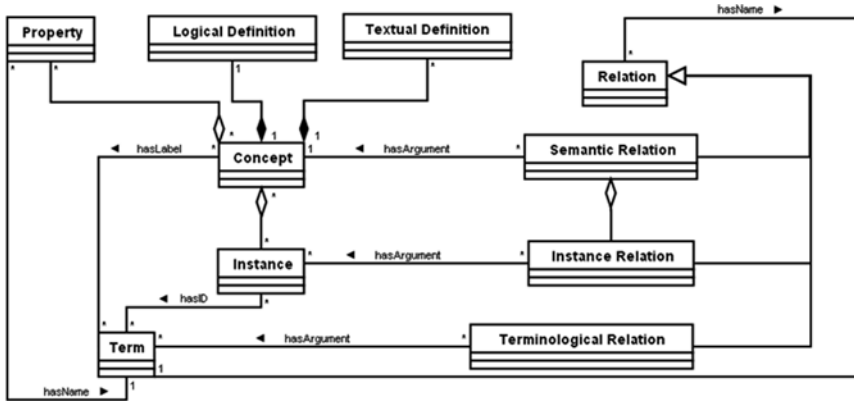 hasName ►
Property
Logical Definition
Textual Definition
*
* *
1
*
Relation
* 1 1
◄ hasLabel * Concept 1 ◄ hasArgument * Semantic Relation
*
*
Instance * ◄ hasArgument * Instance Relation
◄ hasID *
* *
Term * ◄ hasArgument * Terminological Relation
1
hasName ► 1